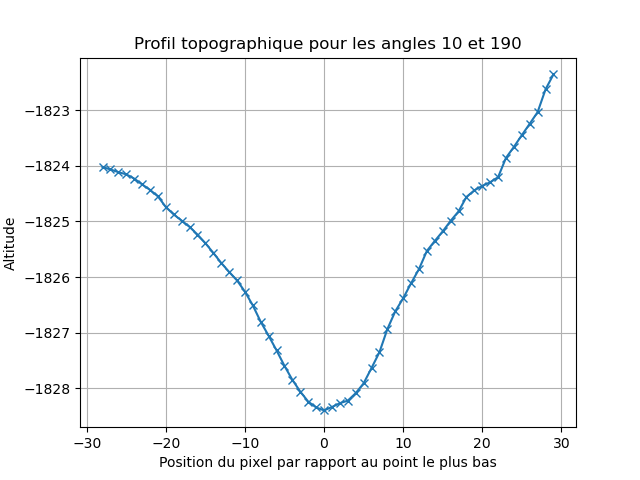 Profil topographique pour les angles 10 et 190
−1823
−1824
−1825
−1826
−1827
−1828
Altitude
−30 −20 −10 0 10 20 30
Position du pixel par rapport au point le plus bas